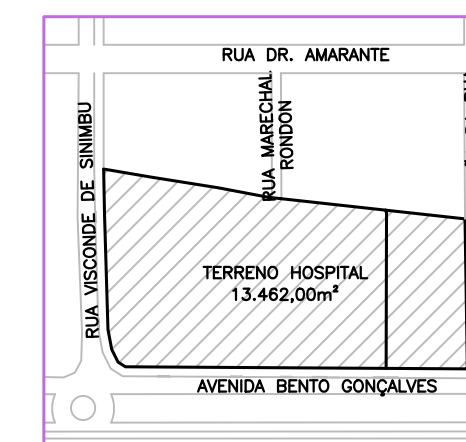 RUA DR. AMARANTE
RUA MARECHAL
RONDON
RUA VISCONDE DE SINIMBU
TERRENO HOSPITAL
13.462,00m²
AVENIDA BENTO GONÇALVES